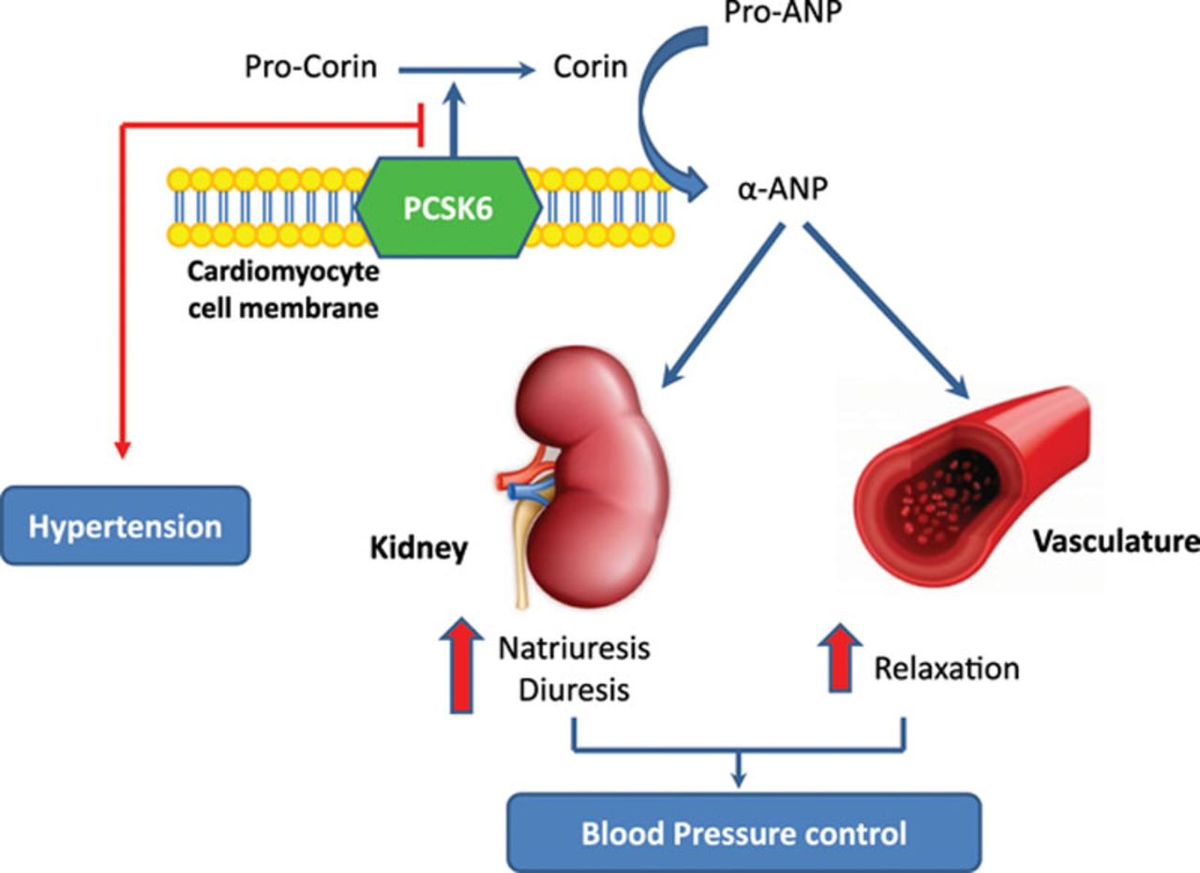 Pro-ANP
Pro-Corin
Corin
PCSK6
α-ANP
Cardiomyocyte
cell membrane
Hypertension
Kidney
Vasculature
Natriuresis
Diuresis
Relaxation
Blood Pressure control